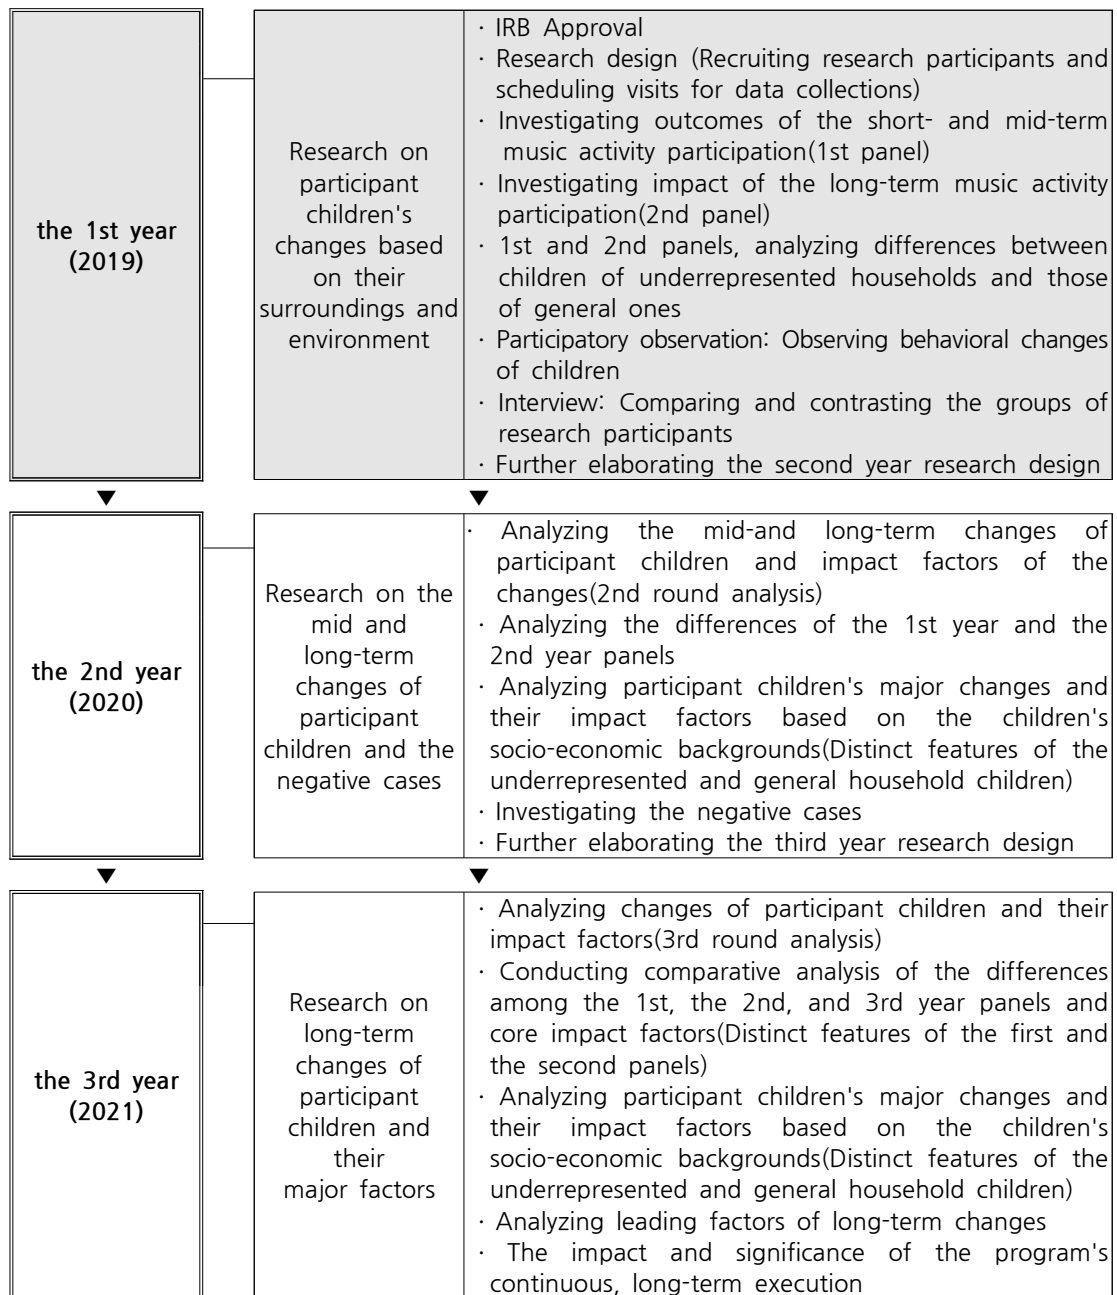 the 1st year
(2019)
Research on
participant
children's
changes based
on their
surroundings and
environment
· IRB Approval
· Research design (Recruiting research participants and
scheduling visits for data collections)
· Investigating outcomes of the short- and mid-term
music activity participation(1st panel)
· Investigating impact of the long-term music activity
participation(2nd panel)
· 1st and 2nd panels, analyzing differences between
children of underrepresented households and those
of general ones
· Participatory observation: Observing behavioral changes
of children
· Interview: Comparing and contrasting the groups of
research participants
· Further elaborating the second year research design
▼ ▼
the 2nd year
(2020)
Research on the
mid and
long-term
changes of
participant
children and the
negative cases
· Analyzing the mid-and long-term changes of
participant children and impact factors of the
changes(2nd round analysis)
· Analyzing the differences of the 1st year and the
2nd year panels
· Analyzing participant children's major changes and
their impact factors based on the children's
socio-economic backgrounds(Distinct features of the
underrepresented and general household children)
· Investigating the negative cases
· Further elaborating the third year research design
▼ ▼
the 3rd year
(2021)
Research on
long-term
changes of
participant
children and
their
major factors
· Analyzing changes of participant children and their
impact factors(3rd round analysis)
· Conducting comparative analysis of the differences
among the 1st, the 2nd, and 3rd year panels and
core impact factors(Distinct features of the first and
the second panels)
· Analyzing participant children's major changes and
their impact factors based on the children's
socio-economic backgrounds(Distinct features of the
underrepresented and general household children)
· Analyzing leading factors of long-term changes
· The impact and significance of the program's
continuous, long-term execution